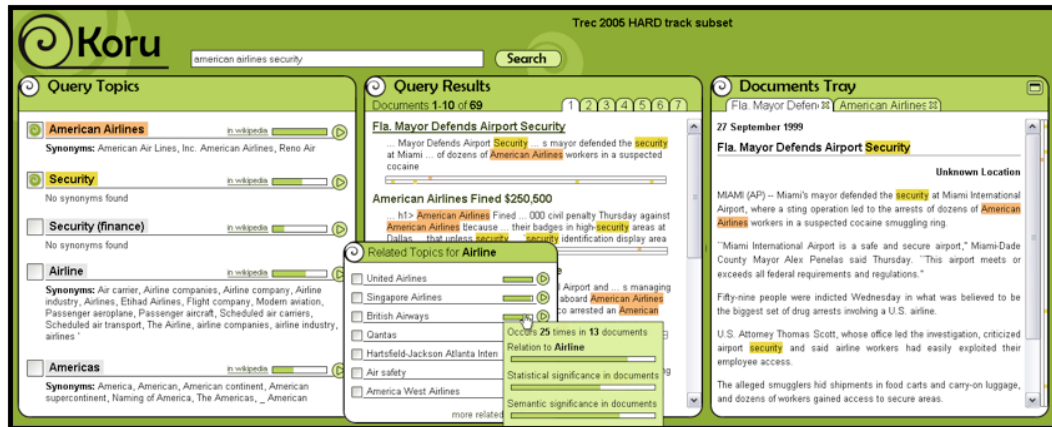 Trec 2005 HARD track subset
Koru
american airlines security
Search
Query Topics
American Airlines
in wikipedia
Synonyms: American Air Lines, Inc. American Airlines, Reno Air
Security
in wikipedia
No synonyms found
Security (finance)
in wikipedia
No synonyms found
Airline
in wikipedia
Synonyms: Air carrier, Airline companies, Airline company, Airline
industry, Airlines, Etihad Airlines, Flight company, Modern aviation,
Passenger aeroplane, Passenger aircraft, Scheduled air carriers,
Scheduled air transport, The Airline, airline companies, airline industry,
airlines '
Americas
in wikipedia
Synonyms: America, American, American continent, American
supercontinent, Naming of America, The Americas, _ American
Query Results
Documents 1-10 of 69
1 2 3 4 5 6 7
Fla. Mayor Defends Airport Security
... Mayor Defends Airport Security ... s mayor defended the security
at Miami ... of dozens of American Airlines workers in a suspected
cocaine
American Airlines Fined $250,500
... h1> American Airlines Fined ... 000 civil penalty Thursday against
American Airlines because ... their badges in high-security areas at
Dallas ... that unless security ... security identification display area
Airport and ... s managing
aboard American Airlines
co arrested an American
Related Topics for Airline
United Airlines
Singapore Airlines
British Airways
Qantas
Hartsfield-Jackson Atlanta Inten
Air safety
America West Airlines
more related
Occurs 25 times in 13 documents
Relation to Airline
Statistical significance in documents
Semantic significance in documents
Documents Tray
Fla. Mayor Defen
American Airlines
27 September 1999
Fla. Mayor Defends Airport Security
Unknown Location
MIAMI (AP) -- Miami's mayor defended the security at Miami International
Airport, where a sting operation led to the arrests of dozens of American
Airlines workers in a suspected cocaine smuggling ring.
``Miami International Airport is a safe and secure airport,'' Miami-Dade
County Mayor Alex Penelas said Thursday. ``This airport meets or
exceeds all federal requirements and regulations.''
Fifty-nine people were indicted Wednesday in what was believed to be
the biggest set of drug arrests involving a U.S. airline.
U.S. Attorney Thomas Scott, whose office led the investigation, criticized
airport security and said airline workers had easily exploited their
employee access.
The alleged smugglers hid shipments in food carts and carry-on luggage,
and dozens of workers gained access to secure areas.